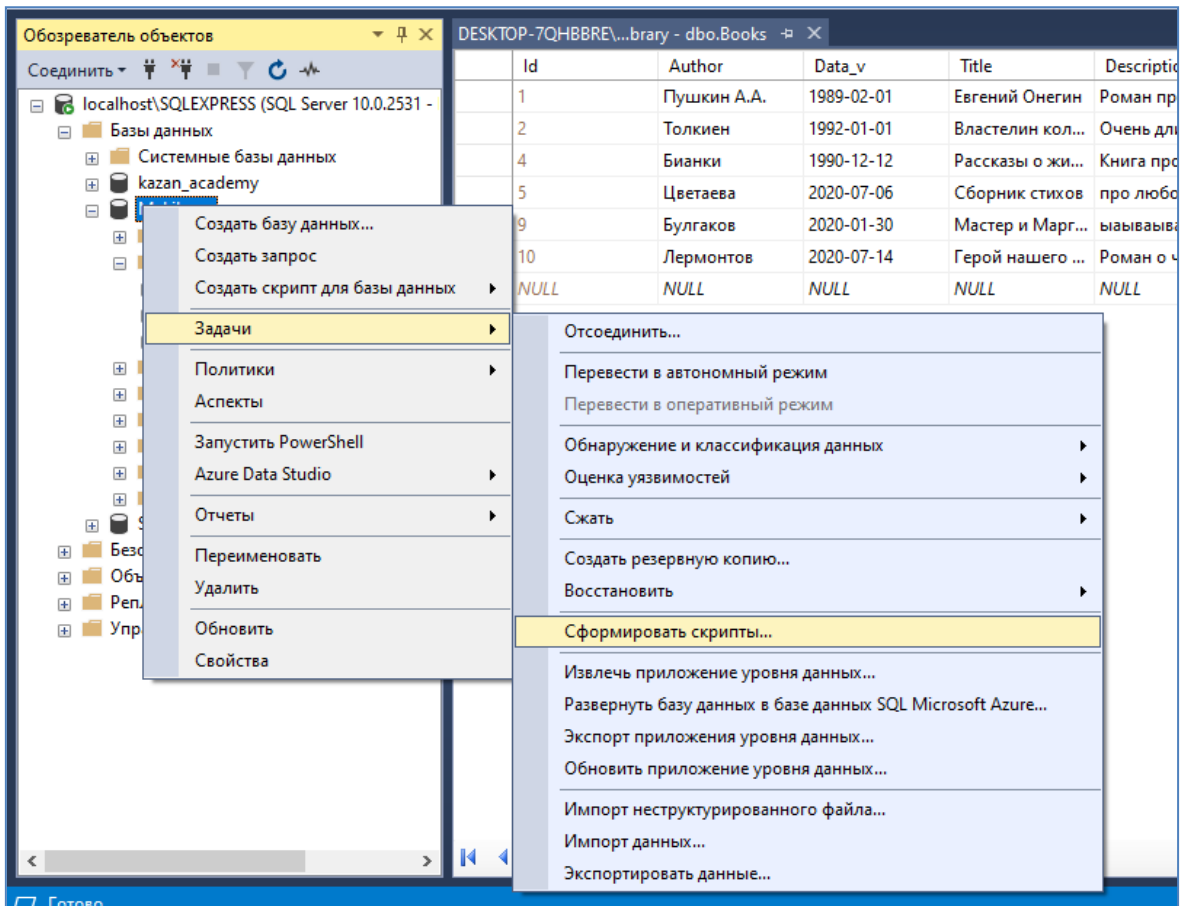 Обозреватель объектов
Соединить
localhost\SQLEXPRESS (SQL Server 10.0.2531 -
Базы данных
Системные базы данных
kazan_academy
Создать базу данных...
Создать запрос
Создать скрипт для базы данных
Задачи
Политики
Аспекты
Запустить PowerShell
Azure Data Studio
Отчеты
Переименовать
Удалить
Обновить
Свойства
S
Безо
Объ
Реп
Упр
DESKTOP-7QHBBRE\...brary - dbo.Books
Id Author Data_v Title Descriptio
1 Пушкин А.А. 1989-02-01 Евгений Онегин Роман пр
2 Толкиен 1992-01-01 Властелин кол... Очень дли
4 Бианки 1990-12-12 Рассказы о жи... Книга про
5 Цветаева 2020-07-06 Сборник стихов про любо
9 Булгаков 2020-01-30 Мастер и Марг... ыаываыва
10 Лермонтов 2020-07-14 Герой нашего ... Роман о ч
NULL NULL NULL NULL NULL
Отсоединить...
Перевести в автономный режим
Перевести в оперативный режим
Обнаружение и классификация данных
Оценка уязвимостей
Сжать
Создать резервную копию...
Восстановить
Сформировать скрипты...
Извлечь приложение уровня данных...
Развернуть базу данных в базе данных SQL Microsoft Azure...
Экспорт приложения уровня данных...
Обновить приложение уровня данных...
Импорт неструктурированного файла...
Импорт данных...
Экспортировать данные...
Готово